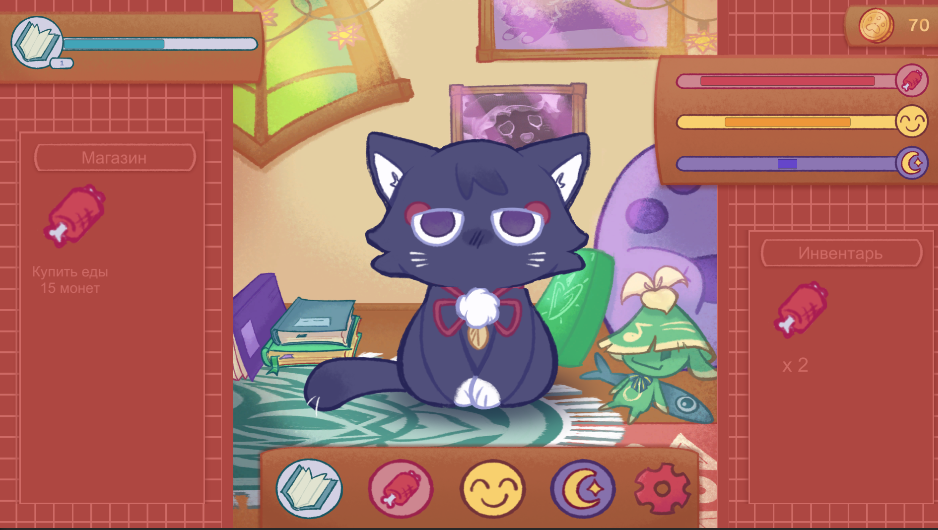 1
70
Магазин
Купить еды
15 монет
Инвентарь
x 2